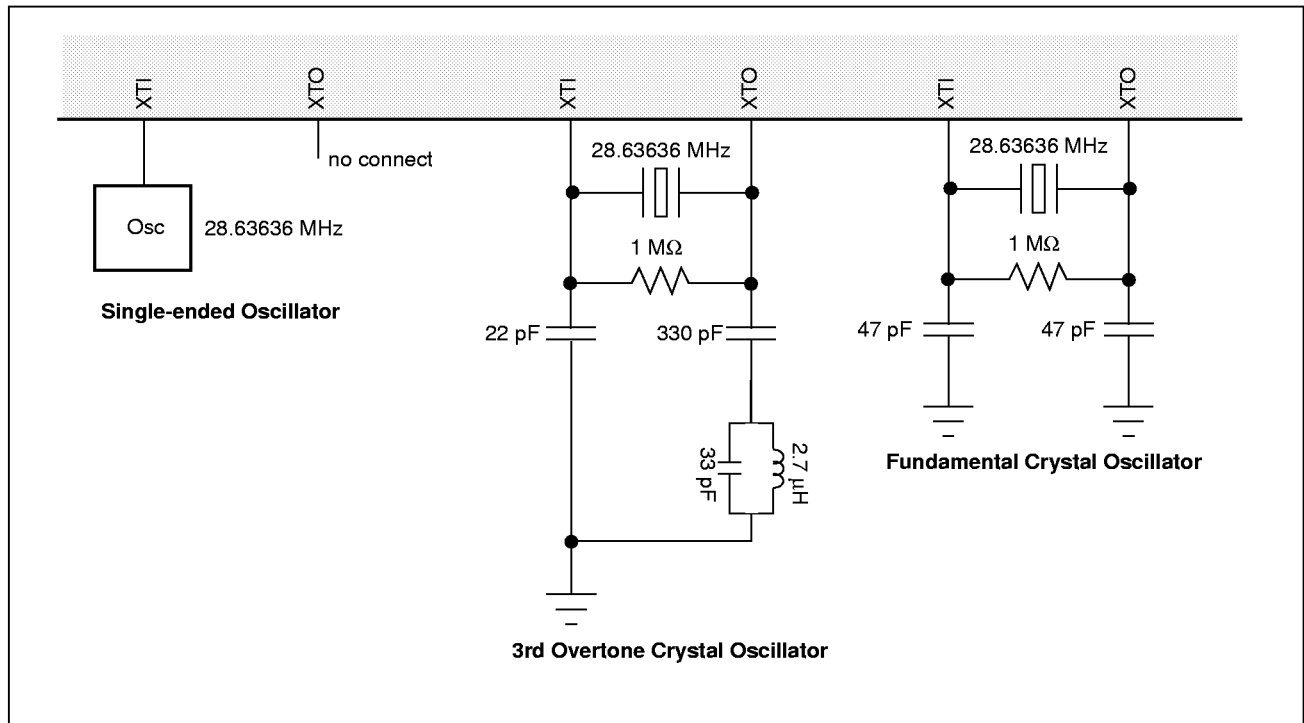 XTI
XTO
no connect
Osc
28.63636 MHz
Single-ended Oscillator
XTI
XTO
28.63636 MHz
1 MΩ
22 pF
330 pF
33 pF
2.7 µH
3rd Overtone Crystal Oscillator
XTI
XTO
28.63636 MHz
1 MΩ
47 pF
47 pF
Fundamental Crystal Oscillator